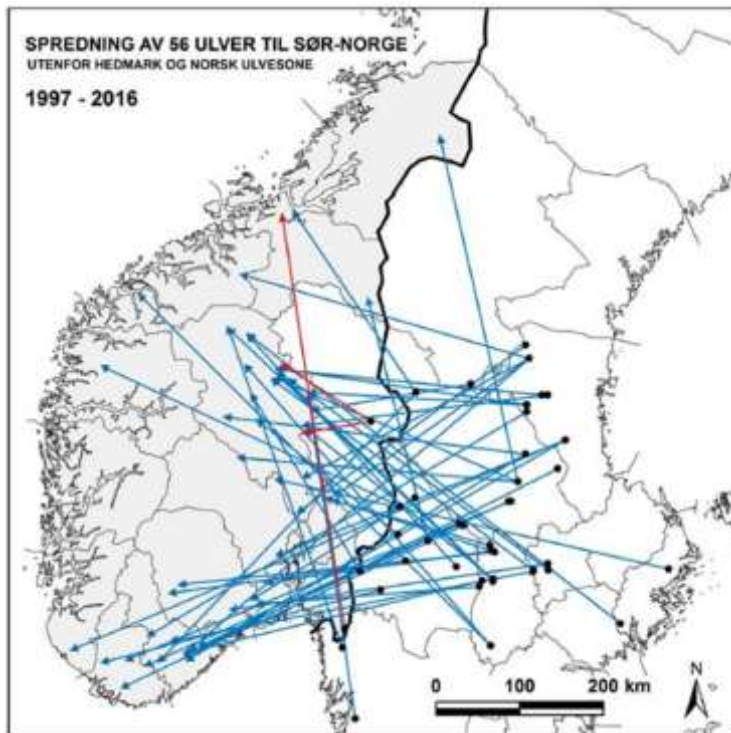 SPREDNING AV 56 ULVER TIL SØR-NORGE
UTENFOR HEDMARK OG NORSK ULVESONE
1997 - 2016
N
0 100 200 km